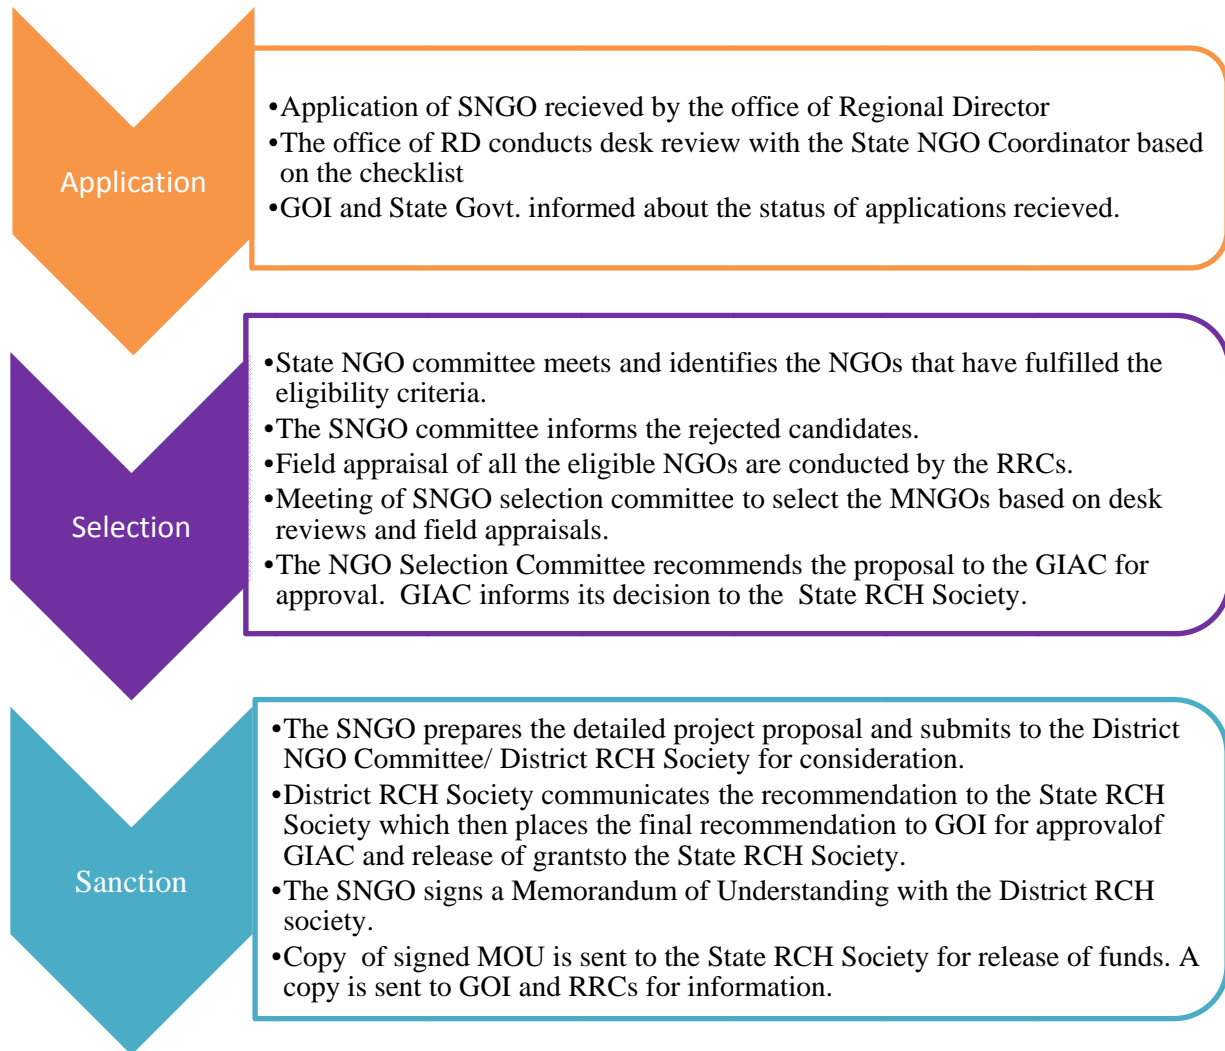 Application
•Application of SNGO recieved by the office of Regional Director
•The office of RD conducts desk review with the State NGO Coordinator based
on the checklist
•GOI and State Govt. informed about the status of applications recieved.
Selection
•State NGO committee meets and identifies the NGOs that have fulfilled the
eligibility criteria.
•The SNGO committee informs the rejected candidates.
•Field appraisal of all the eligible NGOs are conducted by the RRCs.
•Meeting of SNGO selection committee to select the MNGOs based on desk
reviews and field appraisals.
•The NGO Selection Committee recommends the proposal to the GIAC for
approval.  GIAC informs its decision to the  State RCH Society.
Sanction
•The SNGO prepares the detailed project proposal and submits to the District
NGO Committee/ District RCH Society for consideration.
•District RCH Society communicates the recommendation to the State RCH
Society which then places the final recommendation to GOI for approvalof
GIAC and release of grantsto the State RCH Society.
•The SNGO signs a Memorandum of Understanding with the District RCH
society.
•Copy  of signed MOU is sent to the State RCH Society for release of funds. A
copy is sent to GOI and RRCs for information.